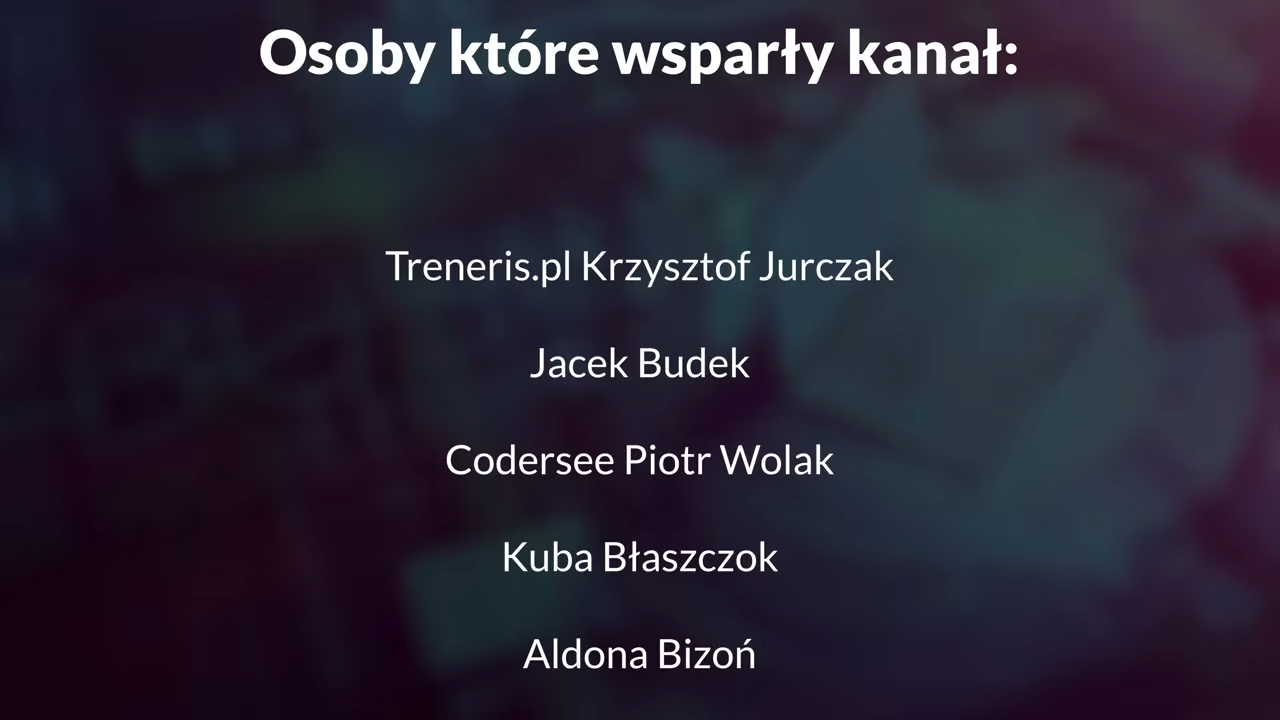 Osoby które wsparły kanał:
Treneris.pl Krzysztof Jurczak
Jacek Budek
Codersee Piotr Wolak
Kuba Błaszczok
Aldona Bizoń